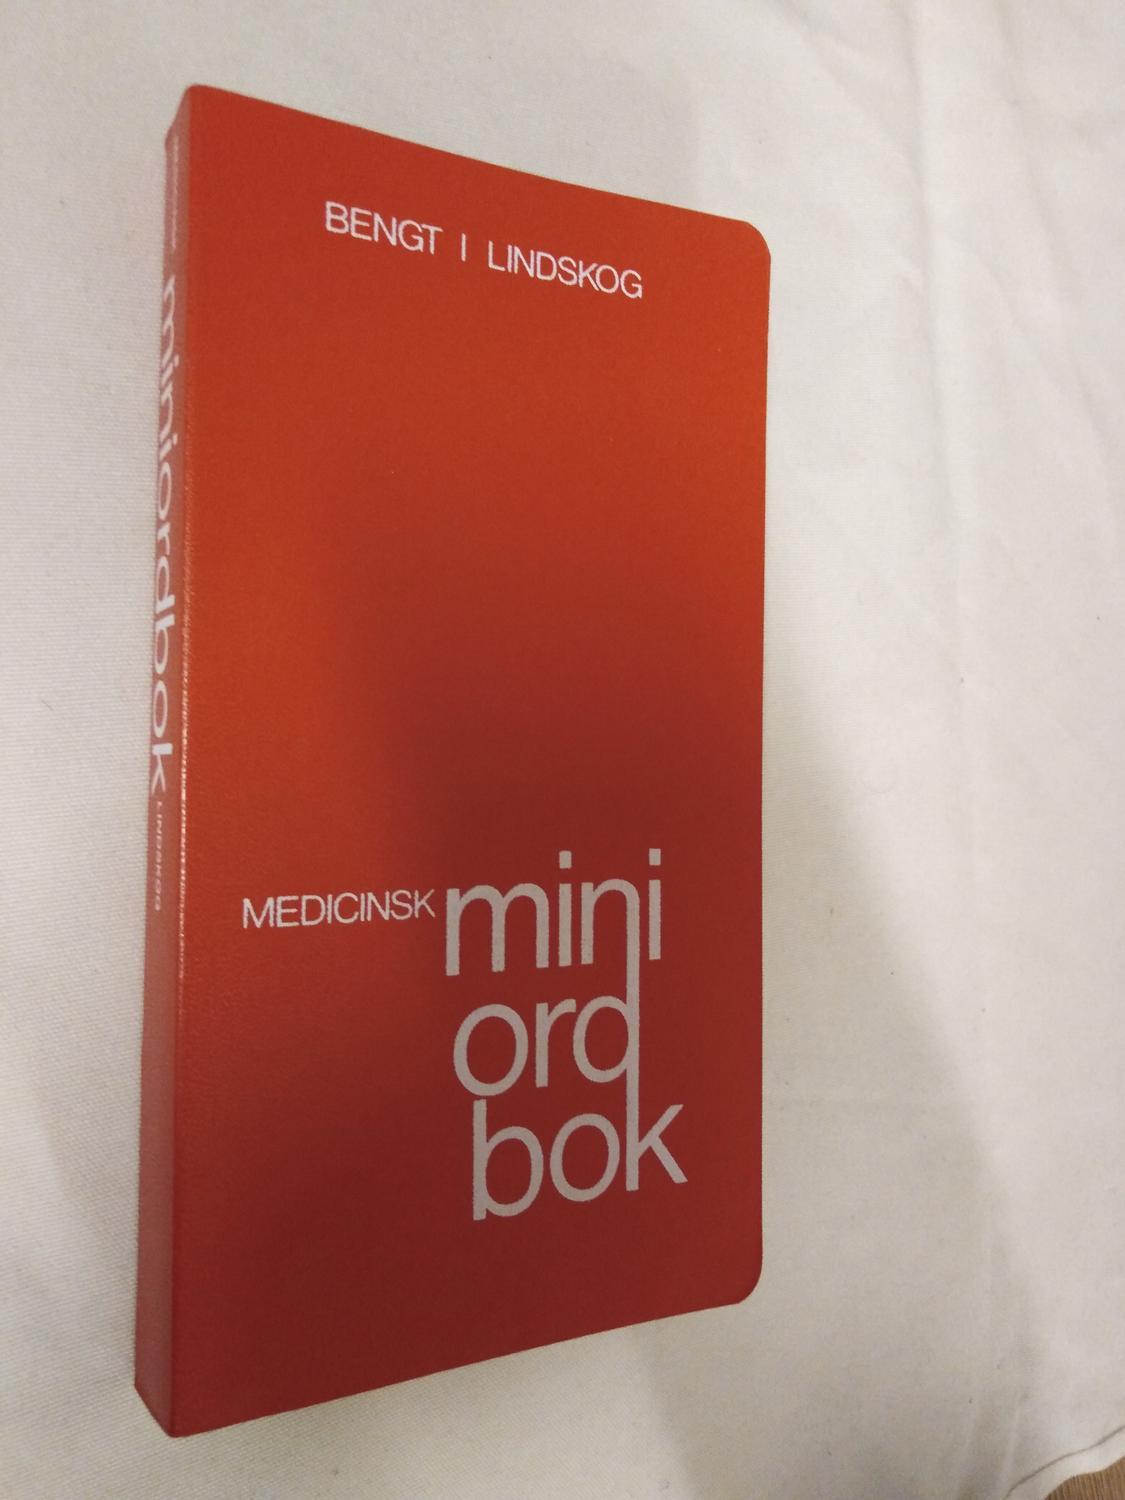 BENGT I LINDSKOG
MEDICINSK mini
ord
bok
miniordbok LINDSKOG